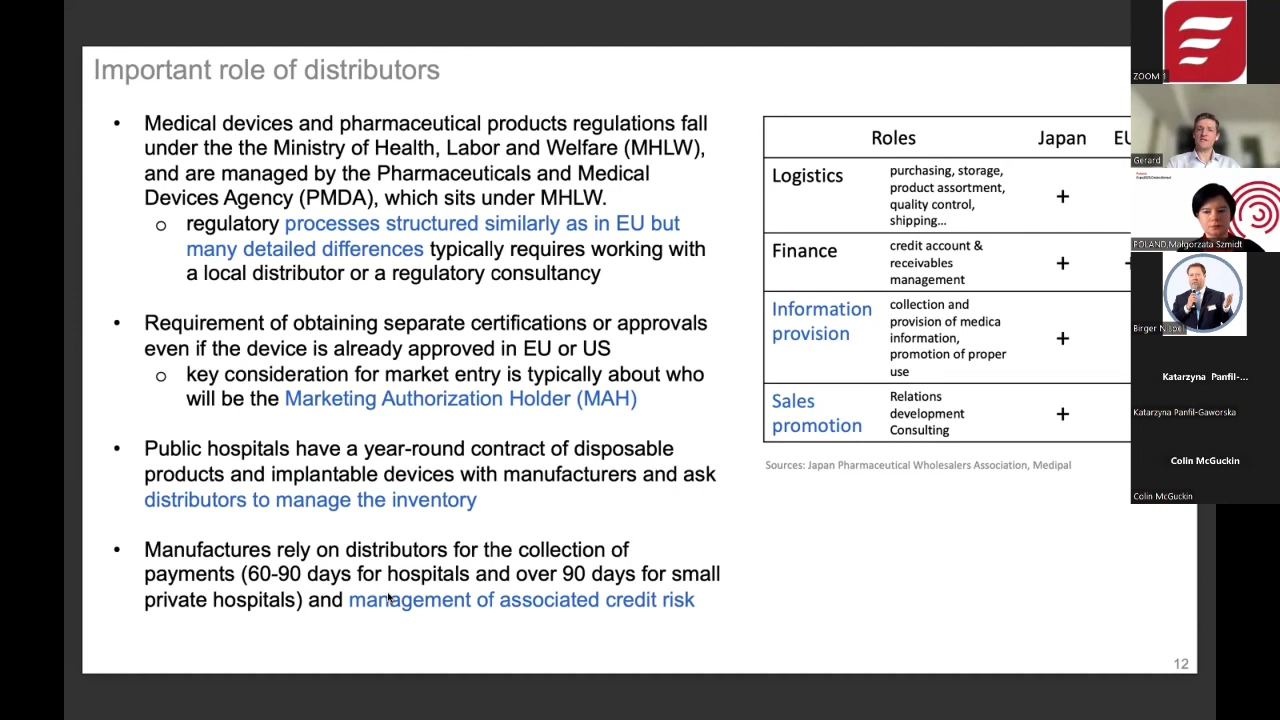 Important role of distributors
• Medical devices and pharmaceutical products regulations fall
under the the Ministry of Health, Labor and Welfare (MHLW),
and are managed by the Pharmaceuticals and Medical
Devices Agency (PMDA), which sits under MHLW.
o regulatory processes structured similarly as in EU but
many detailed differences typically requires working with
a local distributor or a regulatory consultancy
• Requirement of obtaining separate certifications or approvals
even if the device is already approved in EU or US
o key consideration for market entry is typically about who
will be the Marketing Authorization Holder (MAH)
• Public hospitals have a year-round contract of disposable
products and implantable devices with manufacturers and ask
distributors to manage the inventory
• Manufactures rely on distributors for the collection of
payments (60-90 days for hospitals and over 90 days for small
private hospitals) and management of associated credit risk
Roles Japan EU
Logistics
purchasing, storage,
product assortment,
quality control,
shipping...
+
Finance
credit account &
receivables
management
+ +
Information
provision
collection and
provision of medica
information,
promotion of proper
use
+
Sales
promotion
Relations
development
Consulting
+
Sources: Japan Pharmaceutical Wholesalers Association, Medipal
12
ZOOM 1
Gerard
POLAND Małgorzata Szmidt
Birger
Katarzyna Panfil-...
Katarzyna Panfil-Gaworska
Colin McGuckin
Colin McGuckin